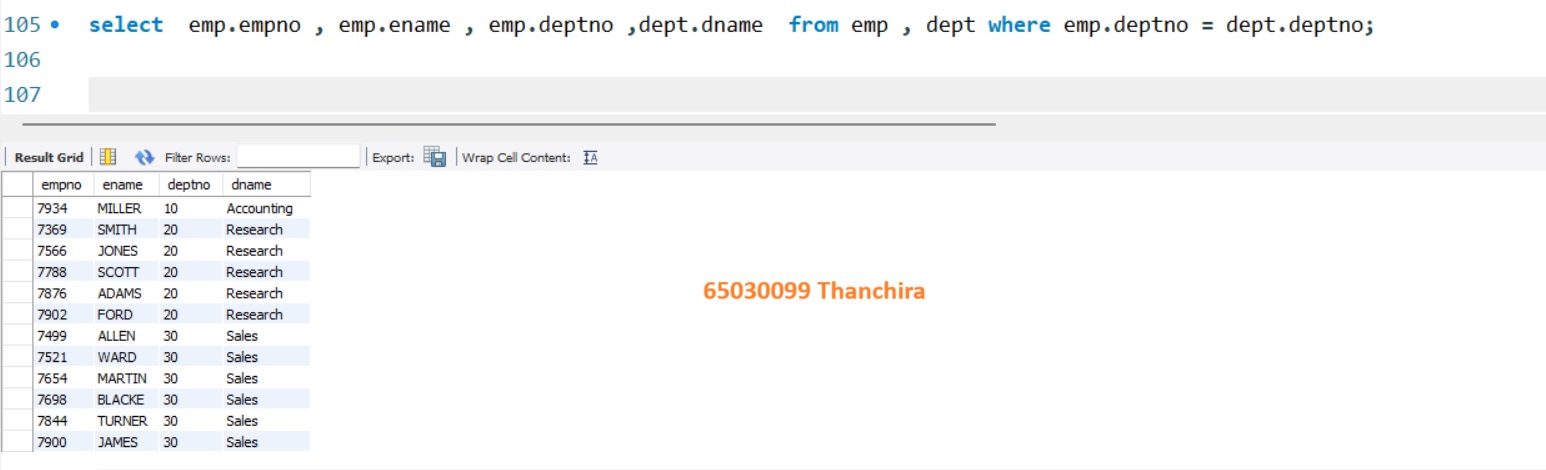 105 select emp.empno , emp.ename , emp.deptno ,dept.dname from emp , dept where emp.deptno = dept.deptno;
106
107
Result Grid Filter Rows: Export: Wrap Cell Content: IA
empno ename deptno dname
7934 MILLER 10 Accounting
7369 SMITH 20 Research
7566 JONES 20 Research
7788 SCOTT 20 Research
65030099 Thanchira
7876 ADAMS 20 Research
7902 FORD 20 Research
7499 ALLEN 30 Sales
7521 WARD 30 Sales
7654 MARTIN 30 Sales
7698 BLACKE 30 Sales
7844 TURNER 30 Sales
7900 JAMES 30 Sales